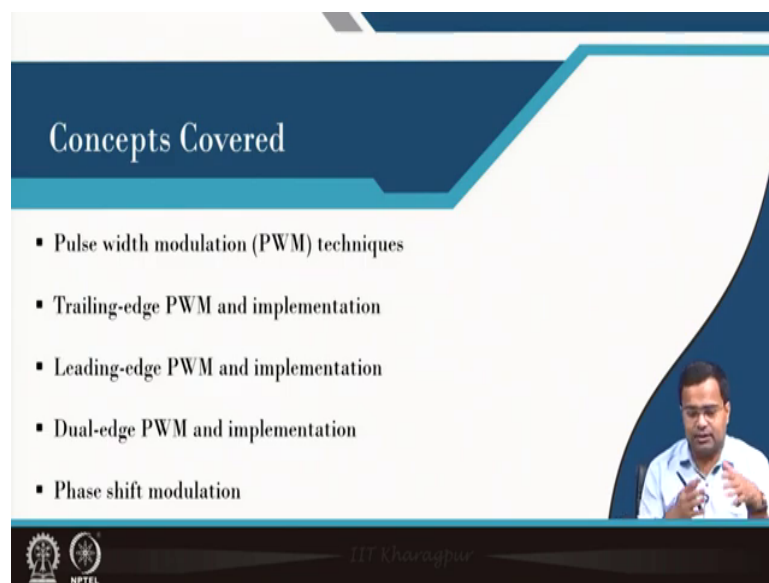 Concepts Covered
▪ Pulse width modulation (PWM) techniques
▪ Trailing-edge PWM and implementation
▪ Leading-edge PWM and implementation
▪ Dual-edge PWM and implementation
▪ Phase shift modulation
IIT Kharagpur
NPTEL